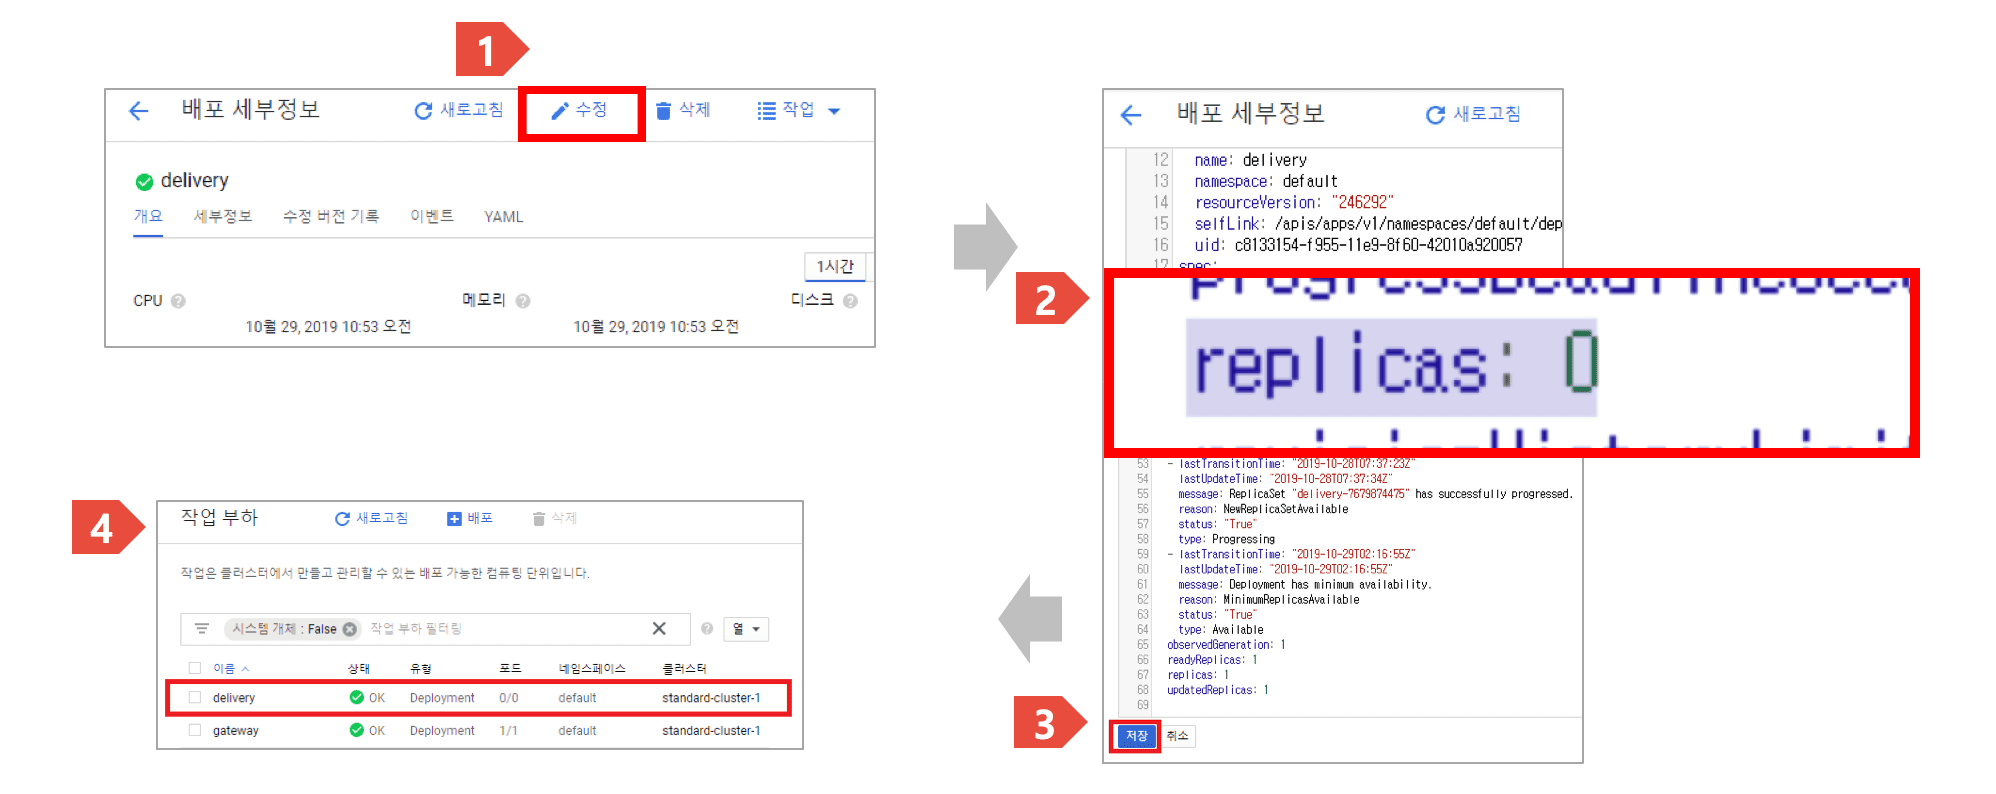 1
배포 세부정보
새로고침
수정
삭제
작업
delivery
개요
세부정보
수정 버전 기록
이벤트
YAML
1시간
CPU
메모리
디스크
10월 29, 2019 10:53 오전
10월 29, 2019 10:53 오전
2
배포 세부정보
새로고침
12 name: delivery
13 namespace: default
14 resourceVersion: "246292"
15 selfLink: /apis/apps/v1/namespaces/default/dep
16 uid: c8133154-f955-11e9-8f60-42010a920057
17 spec:
replicas: 0
53 - lastTransitionTime: "2019-10-28T07:37:23Z"
54 lastUpdateTime: "2019-10-28T07:37:34Z"
55 message: ReplicaSet "delivery-7679874475" has successfully progressed.
56 reason: NewReplicaSetAvailable
57 status: "True"
58 type: Progressing
59 - lastTransitionTime: "2019-10-29T02:16:55Z"
60 lastUpdateTime: "2019-10-29T02:16:55Z"
61 message: Deployment has minimum availability.
62 reason: MinimumReplicasAvailable
63 status: "True"
64 type: Available
65 observedGeneration: 1
66 readyReplicas: 1
67 replicas: 1
68 updatedReplicas: 1
69
3
저장
취소
4
작업 부하
새로고침
배포
삭제
작업은 클러스터에서 만들고 관리할 수 있는 배포 가능한 컴퓨팅 단위입니다.
시스템 개체 : False
작업 부하 필터링
열
이름 상태 유형 포드 네임스페이스 클러스터
delivery OK Deployment 0/0 default standard-cluster-1
gateway OK Deployment 1/1 default standard-cluster-1